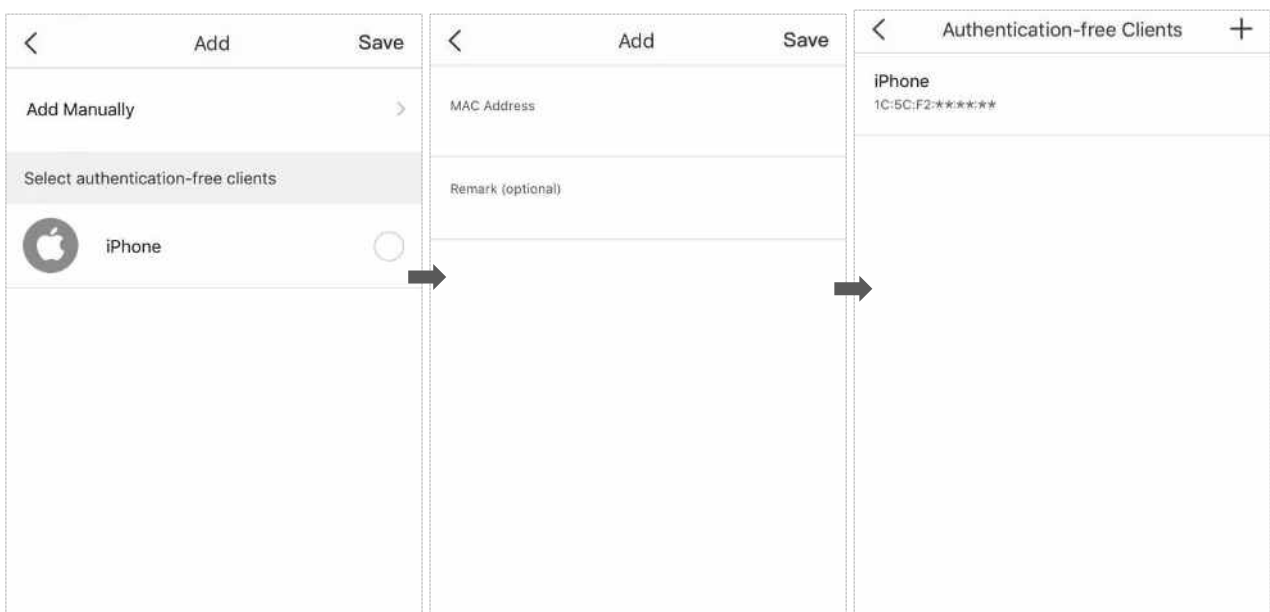 Add
Save
Add Manually
Select authentication-free clients
iPhone
Add
Save
MAC Address
Remark (optional)
Authentication-free Clients
iPhone
1C:5C:F2:**:**:**